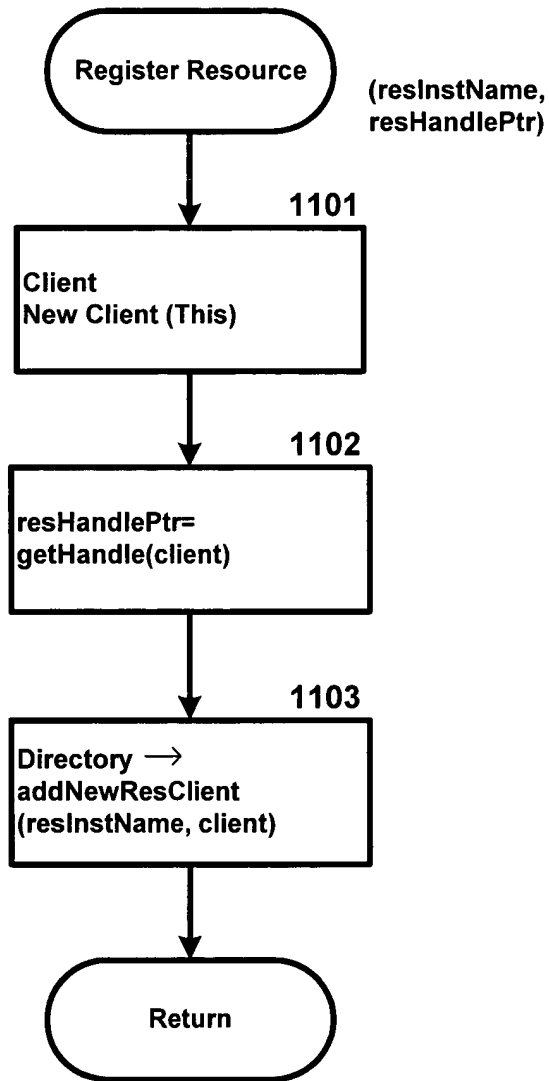 Register Resource
(resInstName,
resHandlePtr)
1101
Client
New Client (This)
1102
resHandlePtr=
getHandle(client)
1103
Directory →
addNewResClient
(resInstName, client)
Return